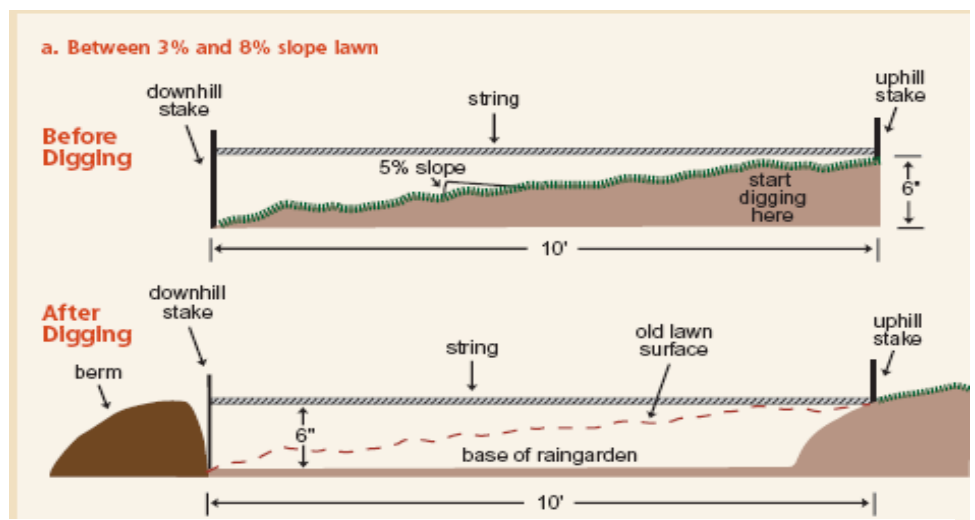 a. Between 3% and 8% slope lawn
downhill
stake
string
uphill
stake
Before
Digging
5% slope
start
digging
here
6"
10'
After
Digging
downhill
stake
berm
string
old lawn
surface
uphill
stake
6"
base of raingarden
10'